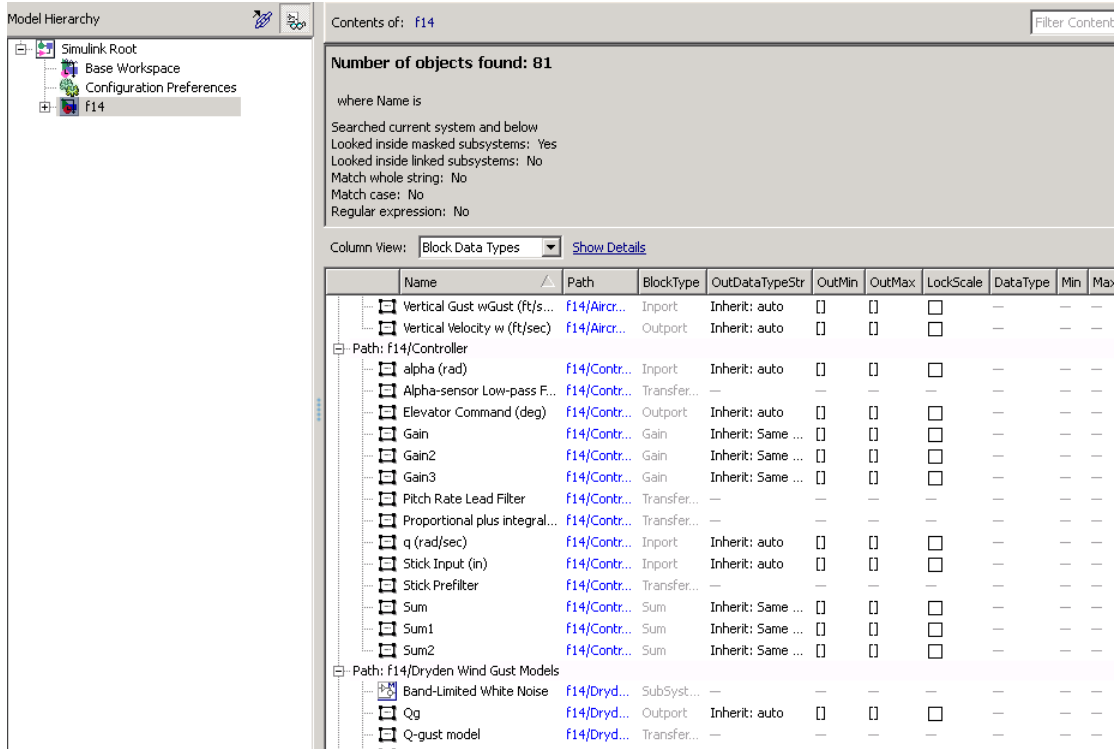 Model Hierarchy
Simulink Root
Base Workspace
Configuration Preferences
f14
Contents of: f14
Filter Content
Number of objects found: 81
where Name is
Searched current system and below
Looked inside masked subsystems: Yes
Looked inside linked subsystems: No
Match whole string: No
Match case: No
Regular expression: No
Column View: Block Data Types Show Details
Name Path BlockType OutDataTypeStr OutMin OutMax LockScale DataType Min Max
Vertical Gust wGust (ft/s... f14/Aircr... Inport Inherit: auto [] [] — — —
Vertical Velocity w (ft/sec) f14/Aircr... Outport Inherit: auto [] [] — — —
Path: f14/Controller
alpha (rad) f14/Contr... Inport Inherit: auto [] [] — — —
Alpha-sensor Low-pass F... f14/Contr... Transfer... — — — — — — —
Elevator Command (deg) f14/Contr... Outport Inherit: auto [] [] — — —
Gain f14/Contr... Gain Inherit: Same ... [] [] — — —
Gain2 f14/Contr... Gain Inherit: Same ... [] [] — — —
Gain3 f14/Contr... Gain Inherit: Same ... [] [] — — —
Pitch Rate Lead Filter f14/Contr... Transfer... — — — — — — —
Proportional plus integral... f14/Contr... Transfer... — — — — — — —
q (rad/sec) f14/Contr... Inport Inherit: auto [] [] — — —
Stick Input (in) f14/Contr... Inport Inherit: auto [] [] — — —
Stick Prefilter f14/Contr... Transfer... — — — — — — —
Sum f14/Contr... Sum Inherit: Same ... [] [] — — —
Sum1 f14/Contr... Sum Inherit: Same ... [] [] — — —
Sum2 f14/Contr... Sum Inherit: Same ... [] [] — — —
Path: f14/Dryden Wind Gust Models
Band-Limited White Noise f14/Dryd... SubSyst... — — — — — — —
Qg f14/Dryd... Outport Inherit: auto [] [] — — —
Q-gust model f14/Dryd... Transfer... — — — — — — —